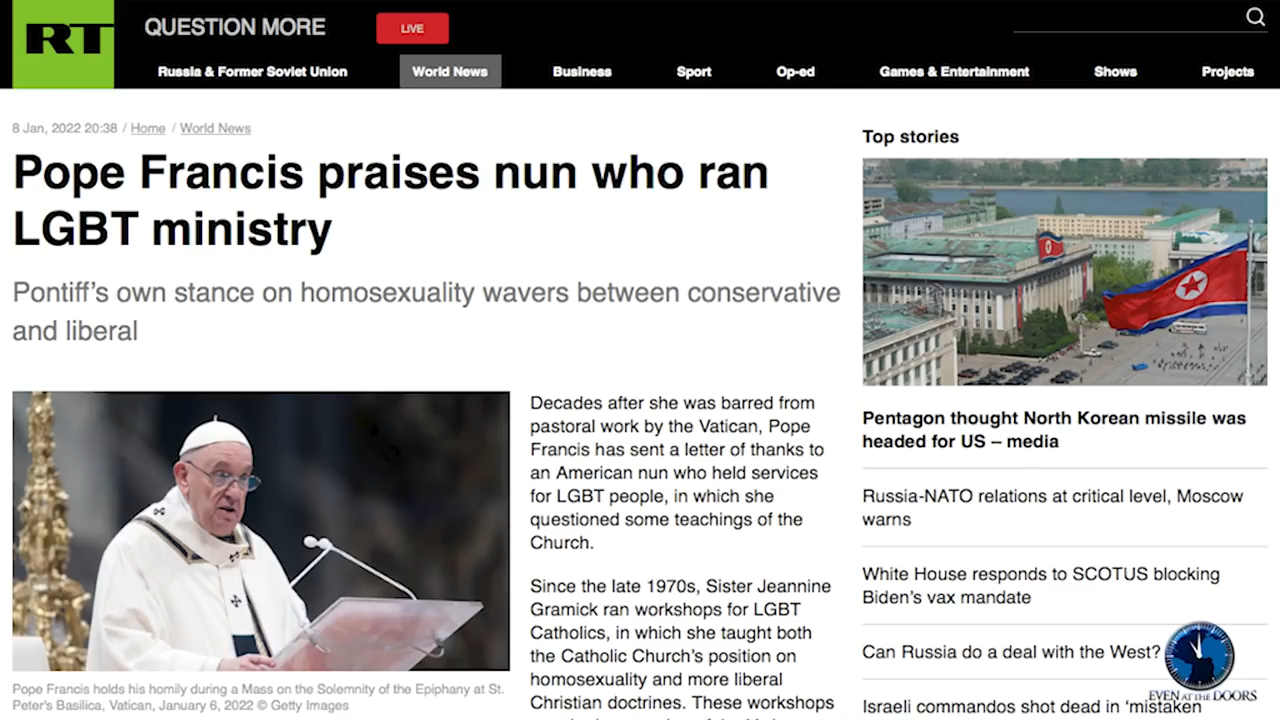 RT
QUESTION MORE
LIVE
Russia & Former Soviet Union
World News
Business
Sport
Op-ed
Games & Entertainment
Shows
Projects
8 Jan, 2022 20:38 / Home / World News
Pope Francis praises nun who ran
LGBT ministry
Pontiff's own stance on homosexuality wavers between conservative
and liberal
Pope Francis holds his homily during a Mass on the Solemnity of the Epiphany at St.
Peter's Basilica, Vatican, January 6, 2022 © Getty Images
Decades after she was barred from
pastoral work by the Vatican, Pope
Francis has sent a letter of thanks to
an American nun who held services
for LGBT people, in which she
questioned some teachings of the
Church.
Since the late 1970s, Sister Jeannine
Gramick ran workshops for LGBT
Catholics, in which she taught both
the Catholic Church's position on
homosexuality and more liberal
Christian doctrines. These workshops
Top stories
Pentagon thought North Korean missile was
headed for US – media
Russia-NATO relations at critical level, Moscow
warns
White House responds to SCOTUS blocking
Biden's vax mandate
Can Russia do a deal with the West?
Israeli commandos shot dead in 'mistaken
EVEN AT THE DOORS